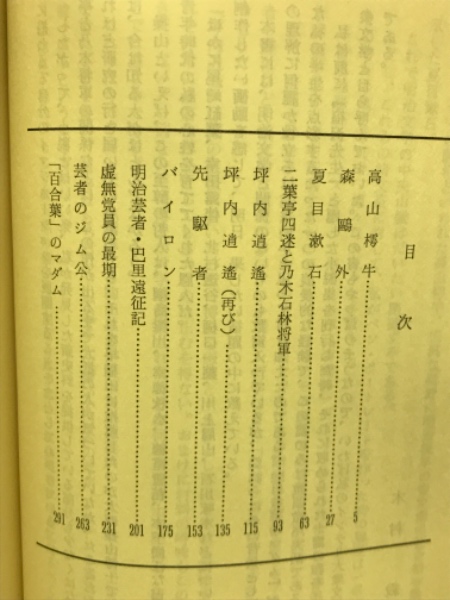 目次
高山樗牛 5
森鷗外 27
夏目漱石 63
二葉亭四迷と乃木石林将軍 93
坪内逍遙 115
坪内逍遙(再び) 135
先駆者 153
バイロン 175
明治芸者・巴里遠征記 201
虚無党員の最期 231
芸者のジム公 263
「百合葉」のマダム 291